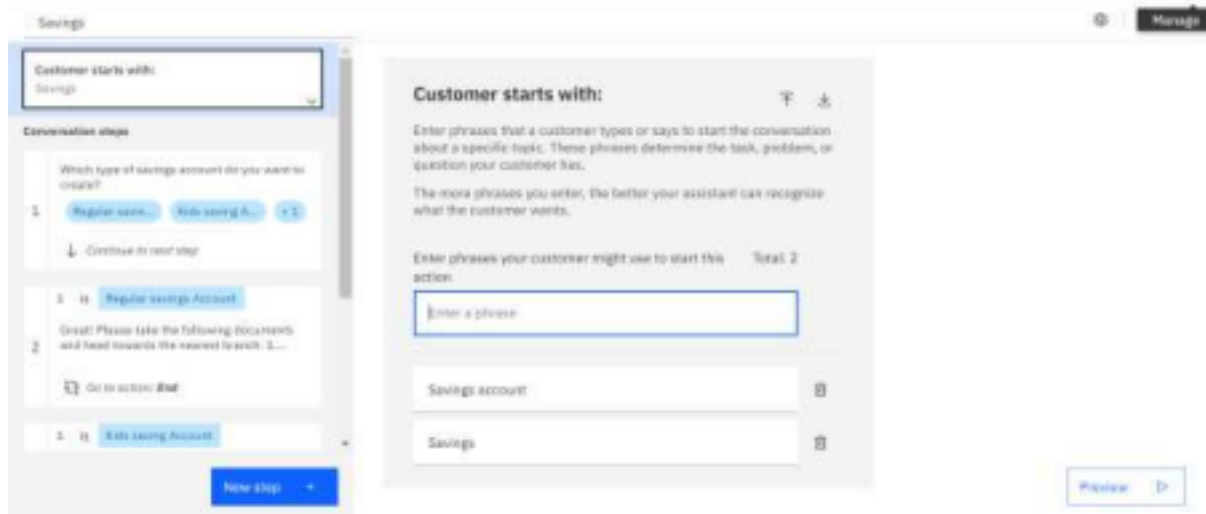 Savings
Manage
Customer starts with:
Savings
Conversation steps
1
Which type of savings account do you want to
create?
Regular savin...
Kids saving A...
+ 1
Continue to next step
2
1 is Regular savings Account
Great! Please take the following documents
and head towards the nearest branch. 1....
Go to action: End
1 is Kids saving Account
New step +
Customer starts with:
Enter phrases that a customer types or says to start the conversation
about a specific topic. These phrases determine the task, problem, or
question your customer has.
The more phrases you enter, the better your assistant can recognize
what the customer wants.
Enter phrases your customer might use to start this
action
Total: 2
Enter a phrase
Savings account
Savings
Preview